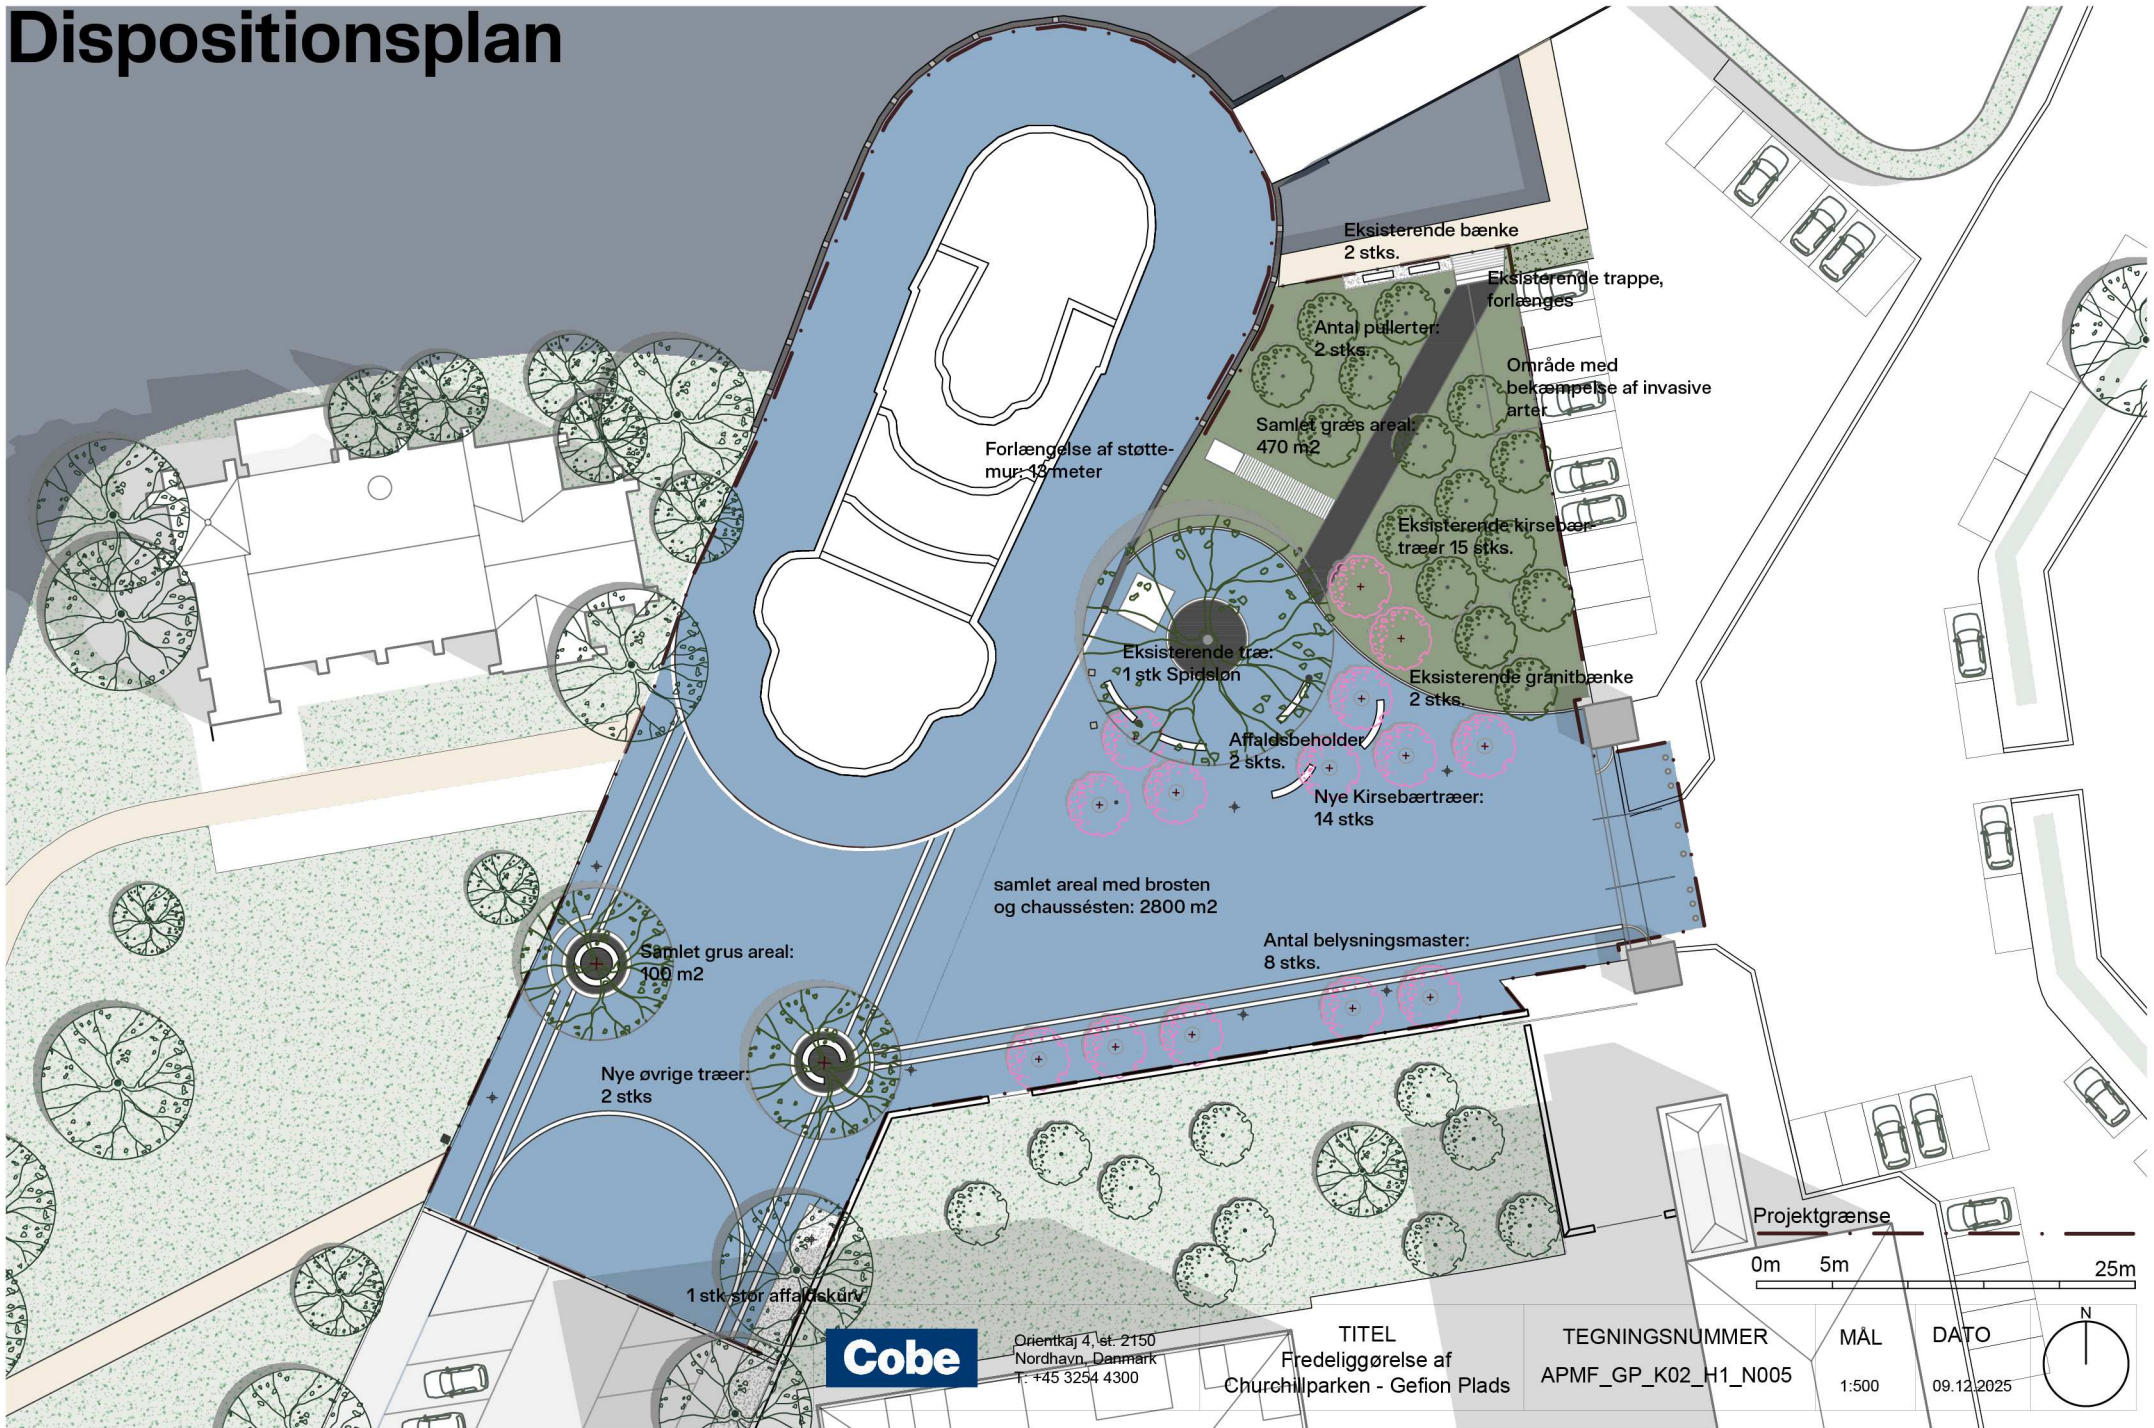 Dispositionsplan
Eksisterende bænke
2 stks.
Eksisterende trappe,
forlænges
Antal pullerter:
2 stks.
Område med
bekæmpelse af invasive
arter
Samlet græs areal:
470 m2
Forlængelse af støtte-
mur: 13 meter
Eksisterende kirsebær-
træer 15 stks.
Eksisterende træ:
1 stk Spidsløn
Eksisterende granitbænke
2 stks.
Affaldsbeholder
2 skts.
Nye Kirsebærtræer:
14 stks
samlet areal med brosten
og chaussésten: 2800 m2
Antal belysningsmaster:
8 stks.
Samlet grus areal:
100 m2
Nye øvrige træer:
2 stks
1 stk stor affaldskurv
Projektgrænse
0m 5m 25m
Cobe
Orientkaj 4, st. 2150
Nordhavn, Danmark
T: +45 3254 4300
TITEL
Fredeliggørelse af
Churchillparken - Gefion Plads
TEGNINGSNUMMER
APMF_GP_K02_H1_N005
MÅL
1:500
DATO
09.12.2025
N